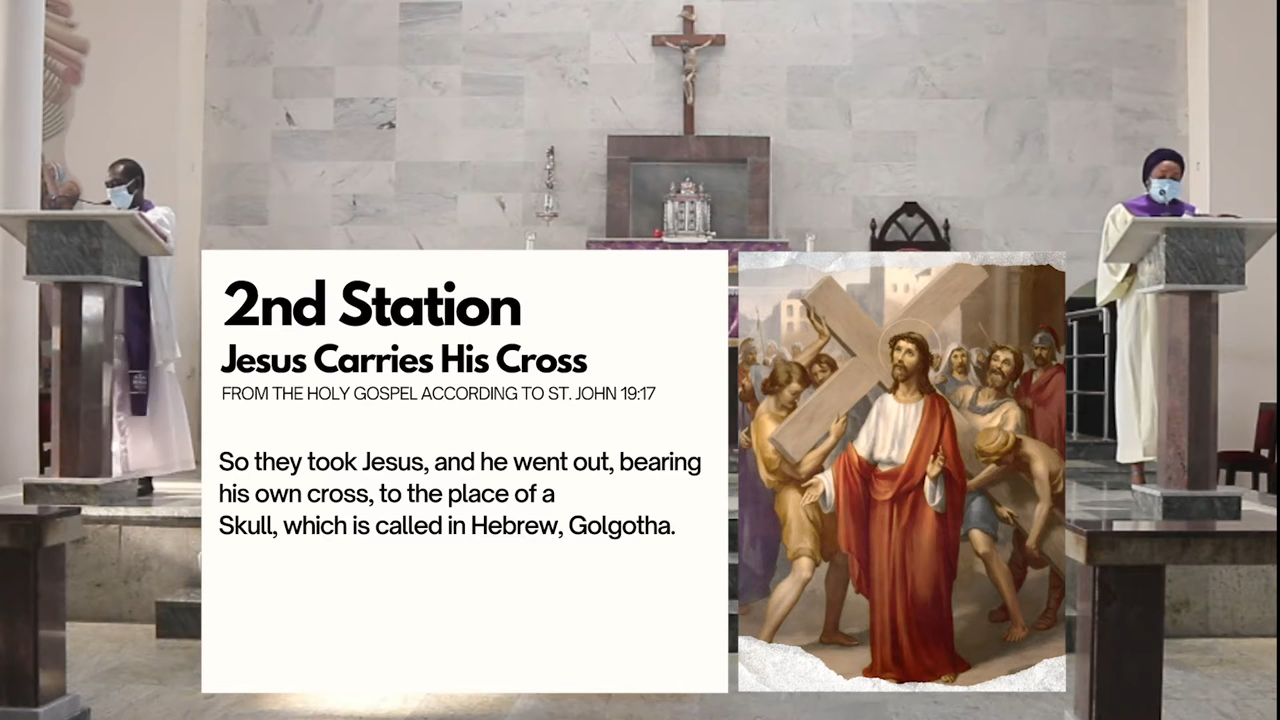 2nd Station
Jesus Carries His Cross
FROM THE HOLY GOSPEL ACCORDING TO ST. JOHN 19:17
So they took Jesus, and he went out, bearing
his own cross, to the place of a
Skull, which is called in Hebrew, Golgotha.